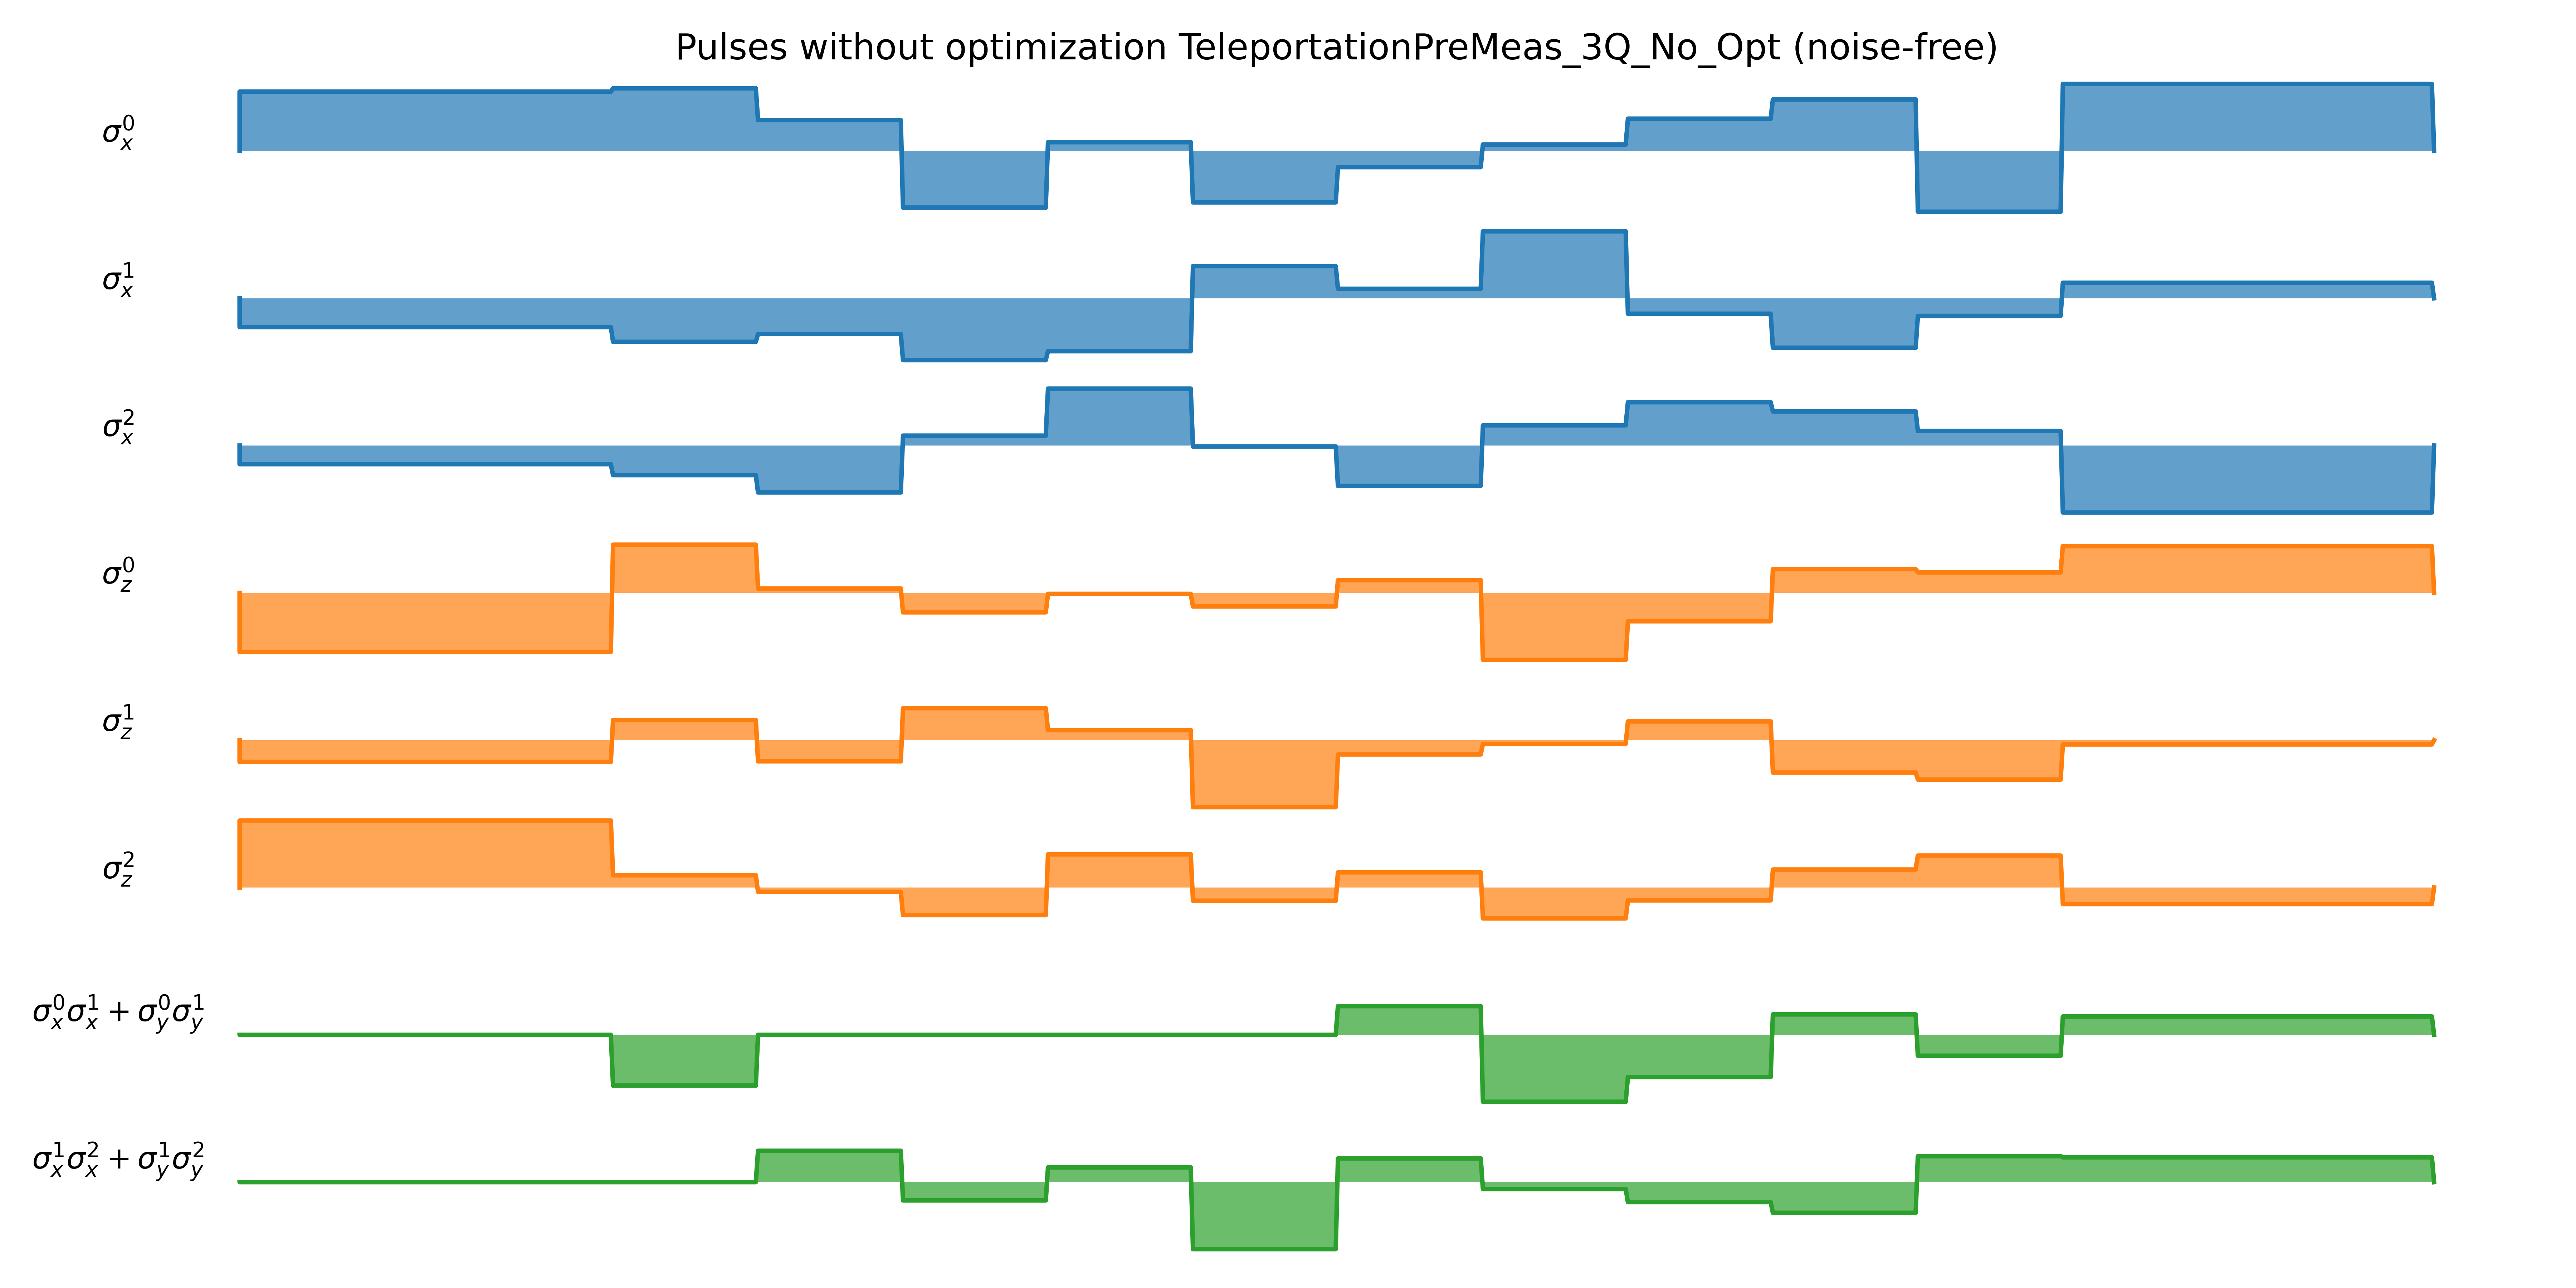 Pulses without optimization TeleportationPreMeas_3Q_No_Opt (noise-free)
σ_x^0
σ_x^1
σ_x^2
σ_z^0
σ_z^1
σ_z^2
σ_x^0σ_x^1 + σ_y^0σ_y^1
σ_x^1σ_x^2 + σ_y^1σ_y^2